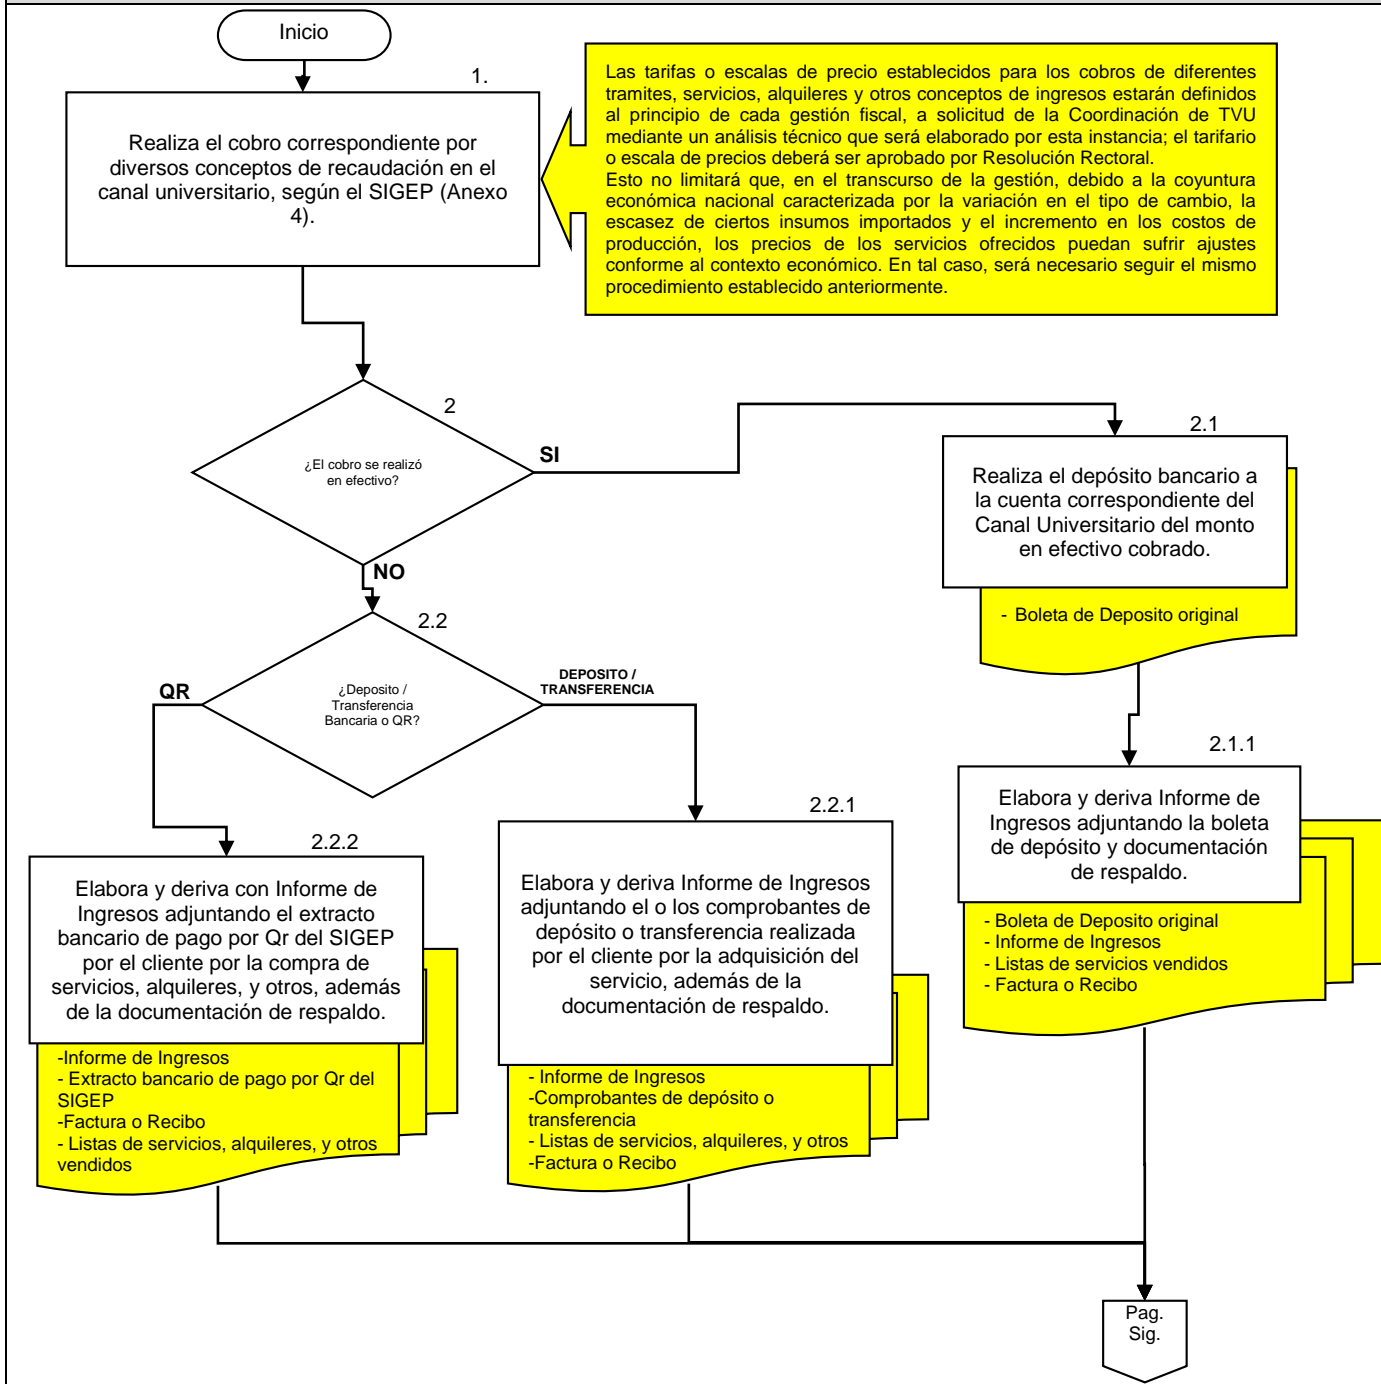 Inicio
1.
Realiza el cobro correspondiente por
diversos conceptos de recaudación en el
canal universitario, según el SIGEP (Anexo
4).
Las tarifas o escalas de precio establecidos para los cobros de diferentes
tramites, servicios, alquileres y otros conceptos de ingresos estarán definidos
al principio de cada gestión fiscal, a solicitud de la Coordinación de TVU
mediante un análisis técnico que será elaborado por esta instancia; el tarifario
o escala de precios deberá ser aprobado por Resolución Rectoral.
Esto no limitará que, en el transcurso de la gestión, debido a la coyuntura
económica nacional caracterizada por la variación en el tipo de cambio, la
escasez de ciertos insumos importados y el incremento en los costos de
producción, los precios de los servicios ofrecidos puedan sufrir ajustes
conforme al contexto económico. En tal caso, será necesario seguir el mismo
procedimiento establecido anteriormente.
2
¿El cobro se realizó
en efectivo?
SI
NO
2.1
Realiza el depósito bancario a
la cuenta correspondiente del
Canal Universitario del monto
en efectivo cobrado.
- Boleta de Deposito original
2.2
¿Deposito /
Transferencia
Bancaria o QR?
QR
DEPOSITO /
TRANSFERENCIA
2.1.1
Elabora y deriva Informe de
Ingresos adjuntando la boleta
de depósito y documentación
de respaldo.
- Boleta de Deposito original
- Informe de Ingresos
- Listas de servicios vendidos
- Factura o Recibo
2.2.1
Elabora y deriva Informe de Ingresos
adjuntando el o los comprobantes de
depósito o transferencia realizada
por el cliente por la adquisición del
servicio, además de la
documentación de respaldo.
- Informe de Ingresos
-Comprobantes de depósito o
transferencia
- Listas de servicios, alquileres, y otros
-Factura o Recibo
2.2.2
Elabora y deriva con Informe de
Ingresos adjuntando el extracto
bancario de pago por Qr del SIGEP
por el cliente por la compra de
servicios, alquileres, y otros, además
de la documentación de respaldo.
-Informe de Ingresos
- Extracto bancario de pago por Qr del
SIGEP
-Factura o Recibo
- Listas de servicios, alquileres, y otros
vendidos
Pag.
Sig.